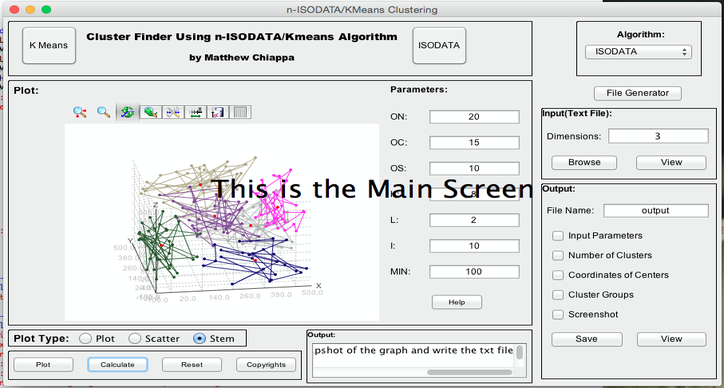 n-ISODATA/KMeans Clustering
K Means
Cluster Finder Using n-ISODATA/Kmeans Algorithm
by Matthew Chiappa
ISODATA
Algorithm:
ISODATA
File Generator
Plot:
Parameters:
ON: 20
OC: 15
OS: 10
8
L: 2
I: 10
MIN: 100
Help
This is the Main Screen
Z
Y
X
500.0
380.0
260.0
140.0
20.0
-100.0
20.0 140.0 260.0 380.0 500.0
Input(Text File):
Dimensions: 3
Browse View
Output:
File Name: output
Input Parameters
Number of Clusters
Coordinates of Centers
Cluster Groups
Screenshot
Save View
Plot Type: Plot Scatter Stem
Plot Calculate Reset Copyrights
Output:
pshot of the graph and write the txt file